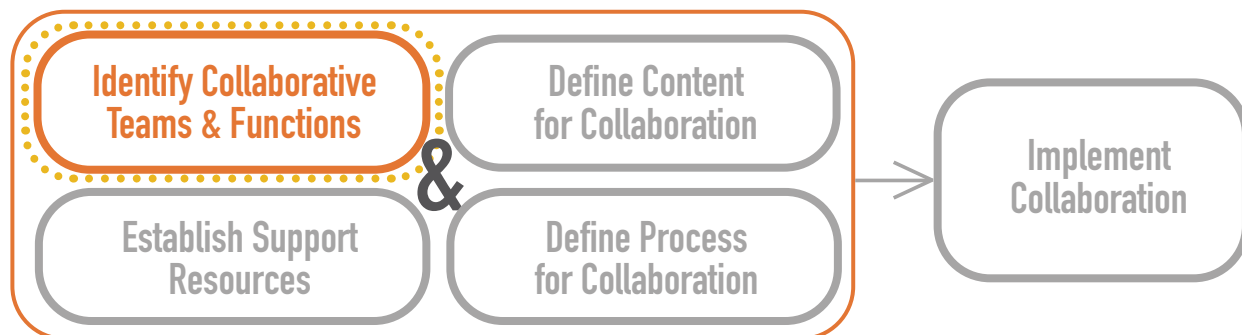 Identify Collaborative
Teams & Functions
Define Content
for Collaboration
&
Establish Support
Resources
Define Process
for Collaboration
Implement
Collaboration